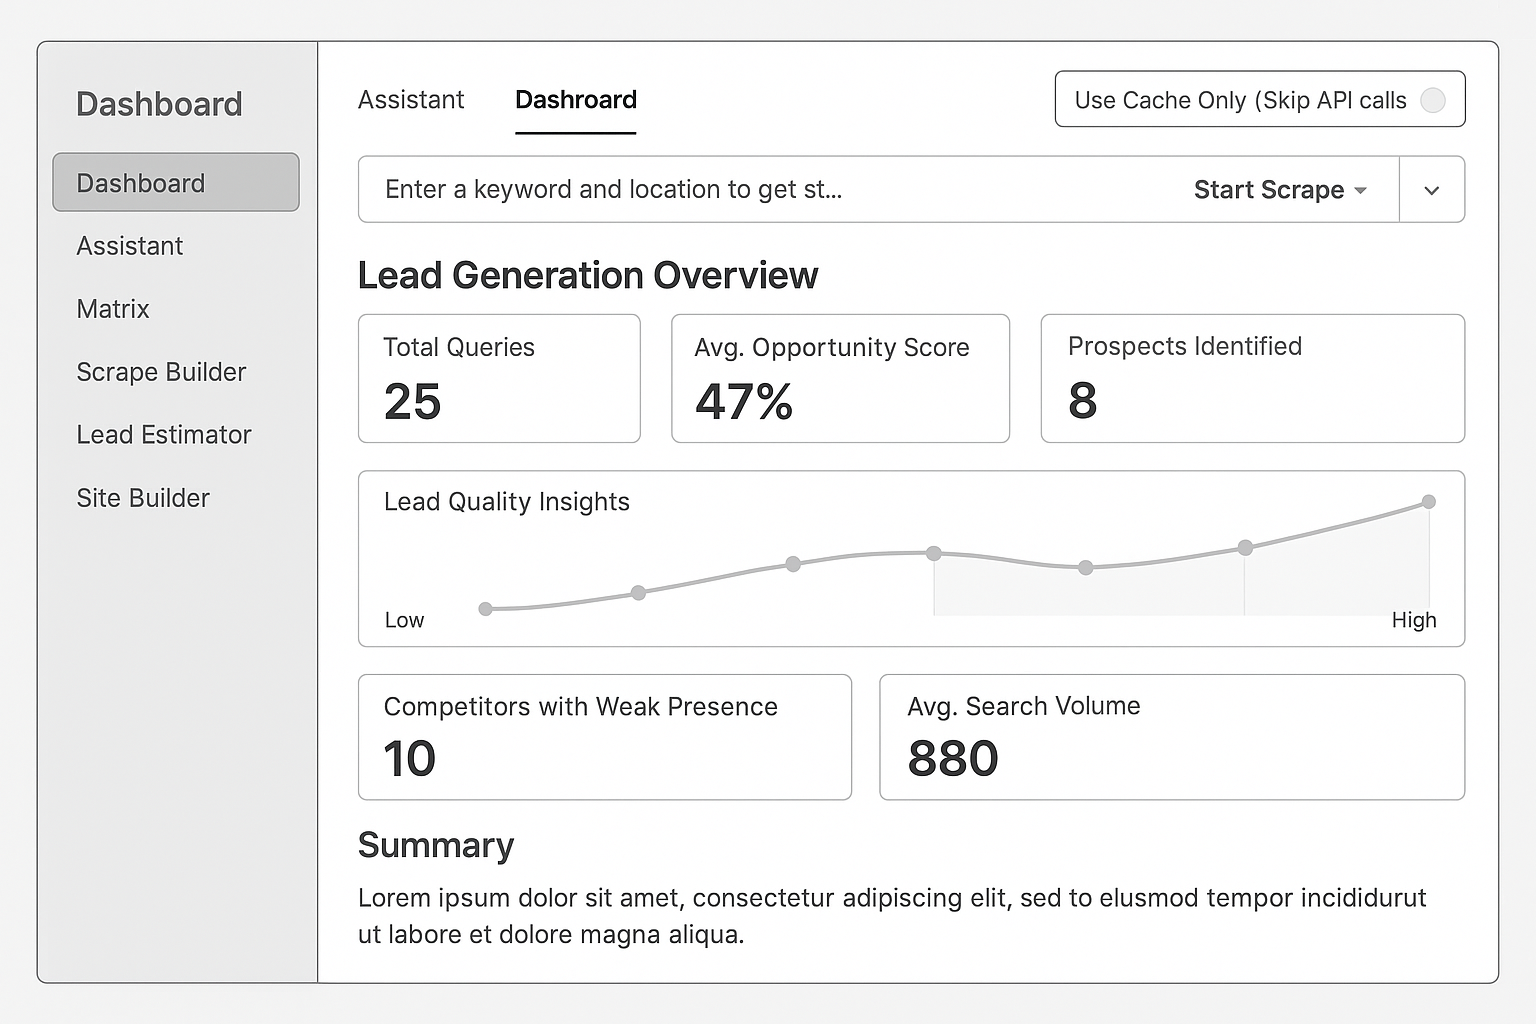 Dashboard
Dashboard
Assistant
Matrix
Scrape Builder
Lead Estimator
Site Builder
Assistant
Dashroard
Use Cache Only (Skip API calls
Enter a keyword and location to get st...
Start Scrape
Lead Generation Overview
Total Queries
25
Avg. Opportunity Score
47%
Prospects Identified
8
Lead Quality Insights
Low
High
Competitors with Weak Presence
10
Avg. Search Volume
880
Summary
Lorem ipsum dolor sit amet, consectetur adipiscing elit, sed to elusmod tempor incididurut
ut labore et dolore magna aliqua.